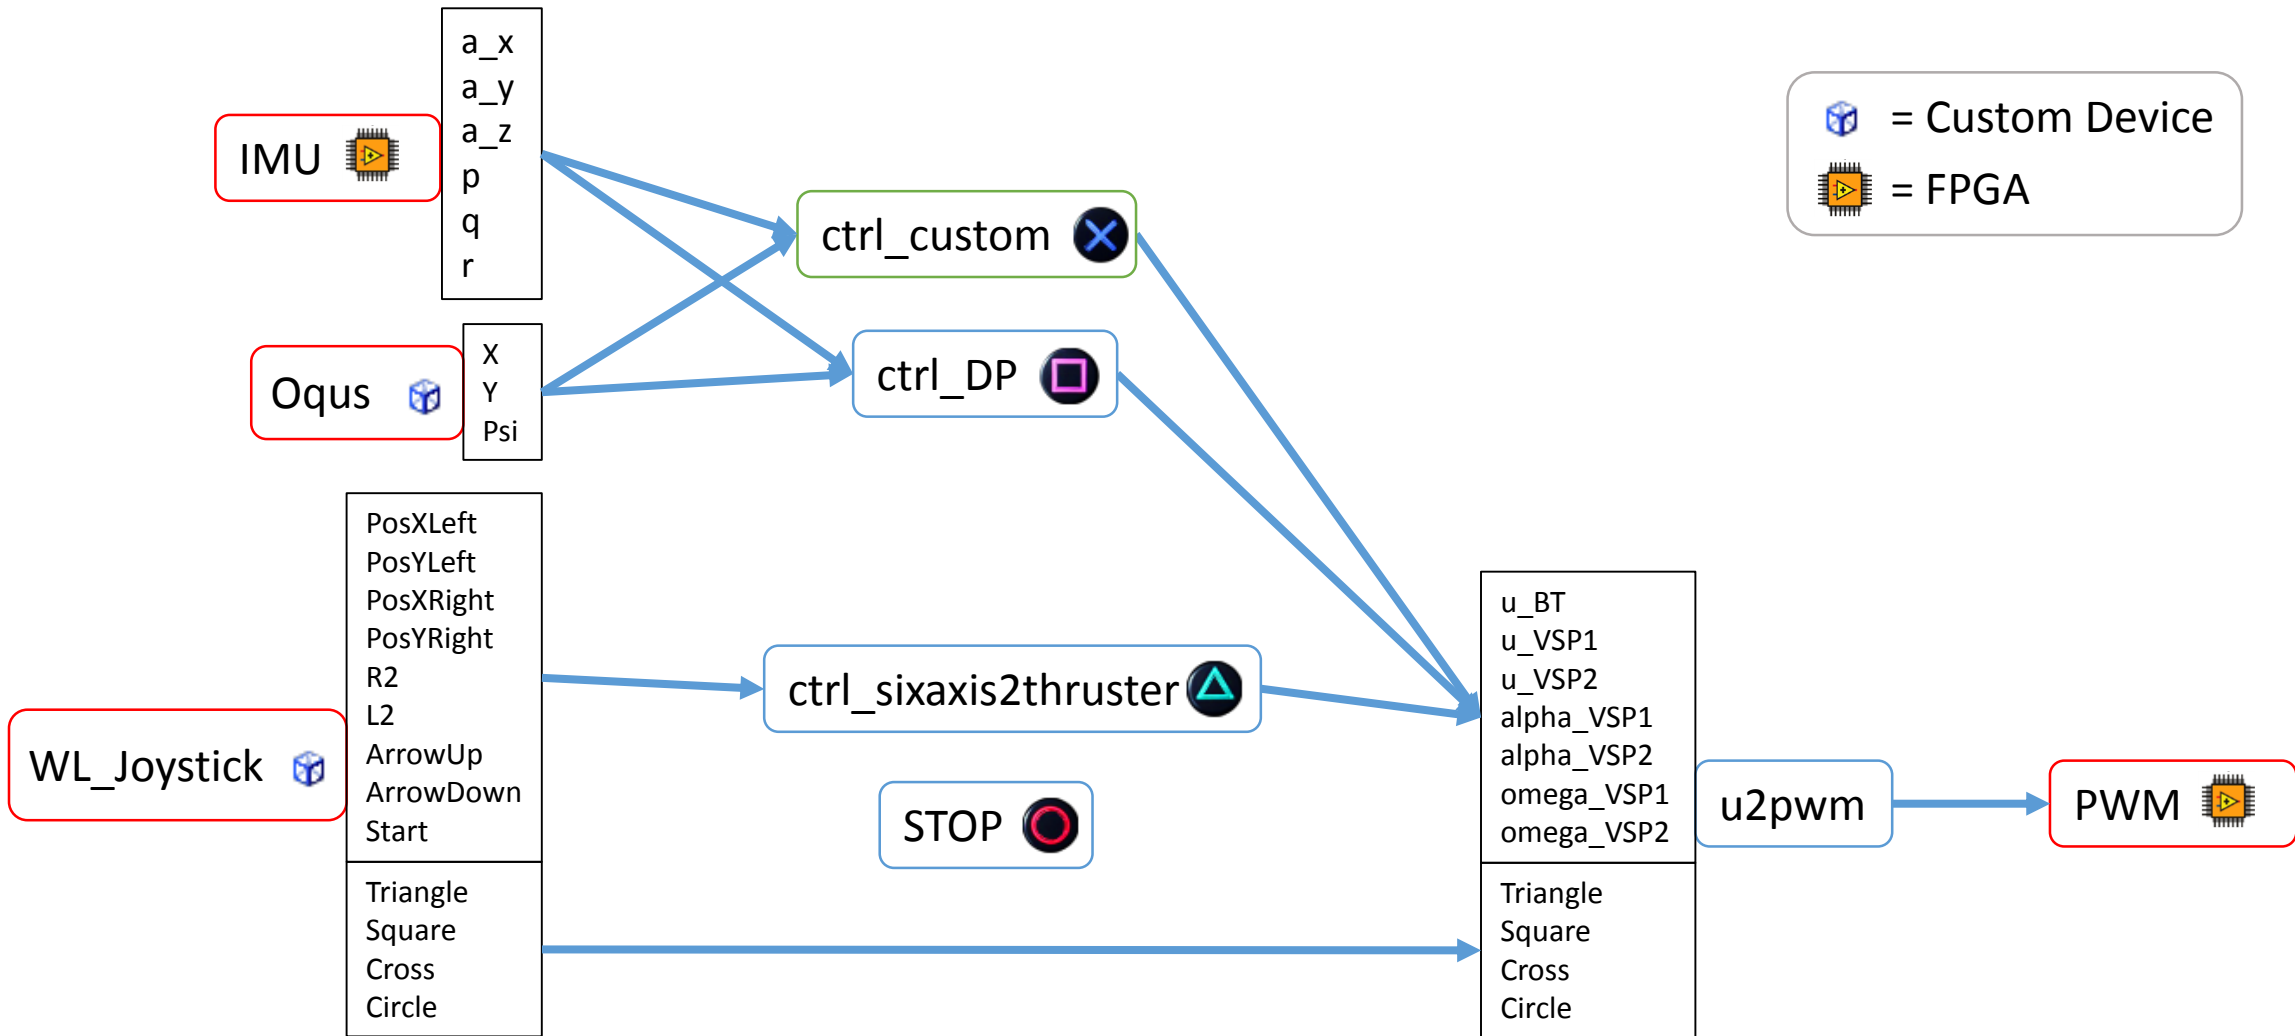 a_x
a_y
a_z
p
q
r
IMU
= Custom Device
= FPGA
ctrl_custom
X
Y
Psi
Oqus
ctrl_DP
PosXLeft
PosYLeft
PosXRight
PosYRight
R2
L2
ArrowUp
ArrowDown
Start
Triangle
Square
Cross
Circle
WL_Joystick
ctrl_sixaxis2thruster
STOP
u_BT
u_VSP1
u_VSP2
alpha_VSP1
alpha_VSP2
omega_VSP1
omega_VSP2
Triangle
Square
Cross
Circle
u2pwm
PWM